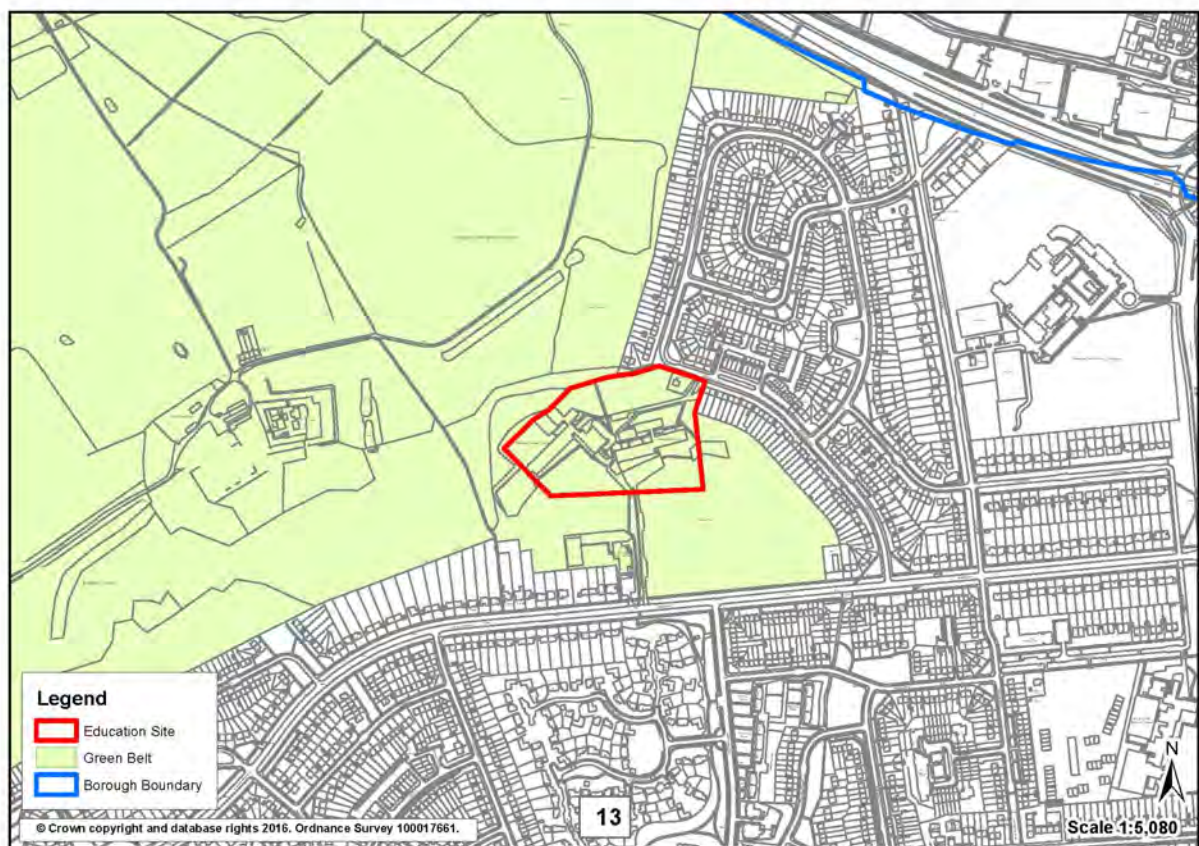 Legend
Education Site
Green Belt
Borough Boundary
© Crown copyright and database rights 2016. Ordnance Survey 100017661.
13
N
Scale 1:5,080